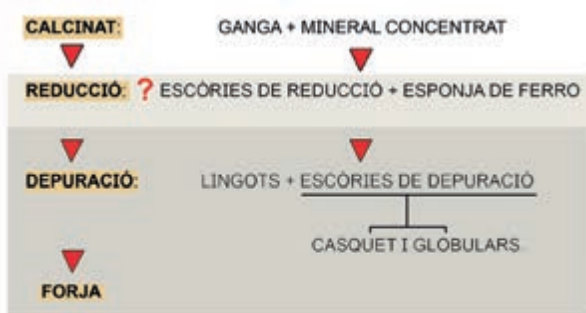 CALCINAT: GANGA + MINERAL CONCENTRAT
REDUCCIÓ: ? ESCÒRIES DE REDUCCIÓ + ESPONJA DE FERRO
DEPURACIÓ: LINGOTS + ESCÒRIES DE DEPURACIÓ
CASQUET I GLOBULARS
FORJA